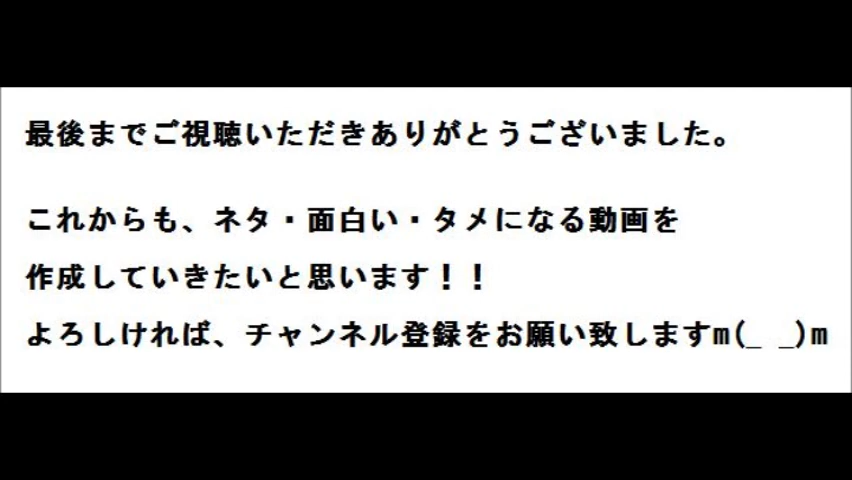 最後までご視聴いただきありがとうございました。
これからも、ネタ・面白い・タメになる動画を
作成していきたいと思います！！
よろしければ、チャンネル登録をお願い致しますm(_ _)m